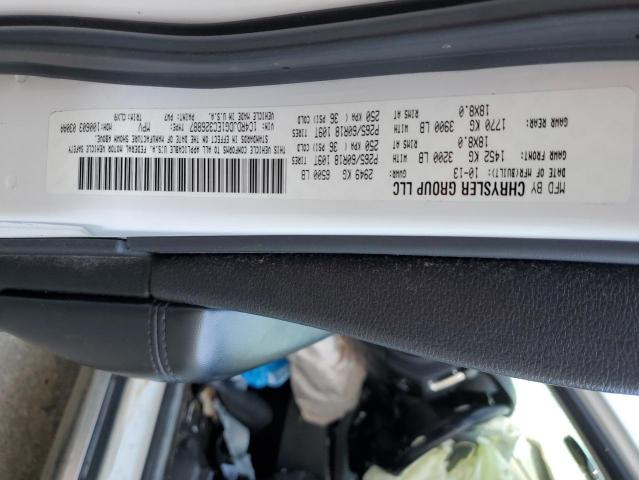 MFD BY CHRYSLER GROUP LLC
DATE OF MFR(BUILT): 10-13 GVWR: 2949 KG 6500 LB
GAWR FRONT: 1452 KG 3200 LB WITH P265/60R18 109T TIRES
18X8.0 RIMS AT 250 KPA ( 36 PSI) COLD
GAWR REAR: 1770 KG 3900 LB WITH P265/60R18 109T TIRES
18X8.0 RIMS AT 250 KPA ( 36 PSI) COLD
THIS VEHICLE CONFORMS TO ALL APPLICABLE FEDERAL MOTOR VEHICLE SAFETY
STANDARDS IN EFFECT ON THE DATE OF MANUFACTURE SHOWN ABOVE.
VIN: 1C4RDJDG1EC326887 TYPE: MPV MDH:100603 030AA
VEHICLE MADE IN U.S.A. PAINT: PW7 TRIM: CLX9